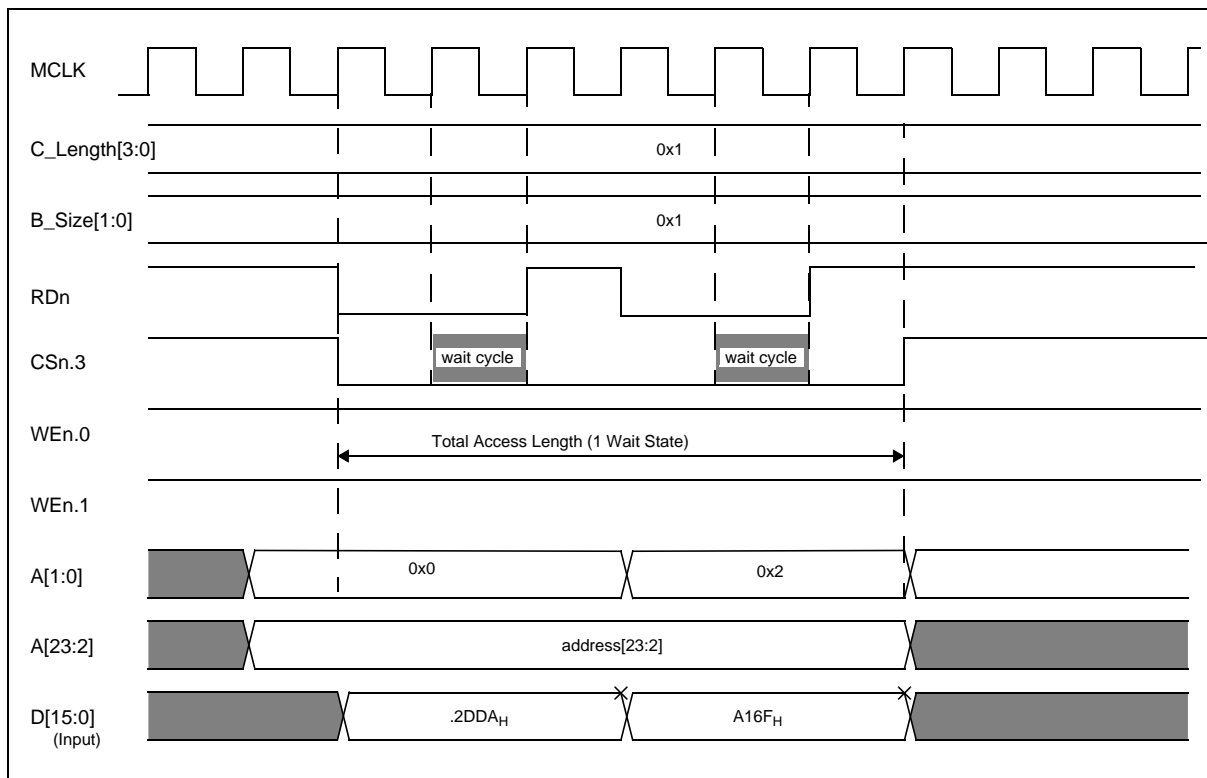 MCLK
C_Length[3:0]
0x1
B_Size[1:0]
0x1
RDn
CSn.3
wait cycle
wait cycle
WEn.0
Total Access Length (1 Wait State)
WEn.1
A[1:0]
0x0
0x2
A[23:2]
address[23:2]
D[15:0]
.2DDAH
A16FH
(Input)